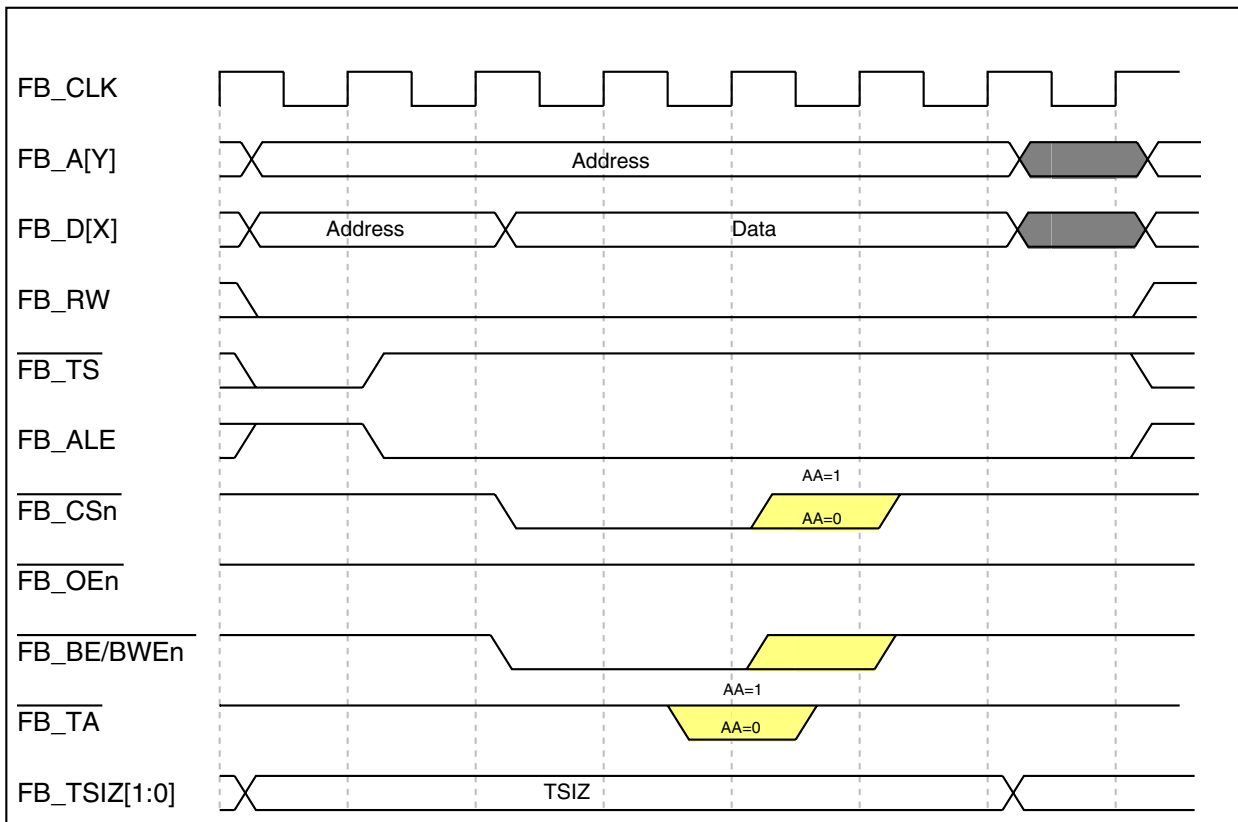 FB_CLK
FB_A[Y]
Address
FB_D[X]
Address
Data
FB_RW
FB_TS
FB_ALE
AA=1
FB_CSn
AA=0
FB_OEn
FB_BE/BWEn
AA=1
FB_TA
AA=0
FB_TSIZ[1:0]
TSIZ